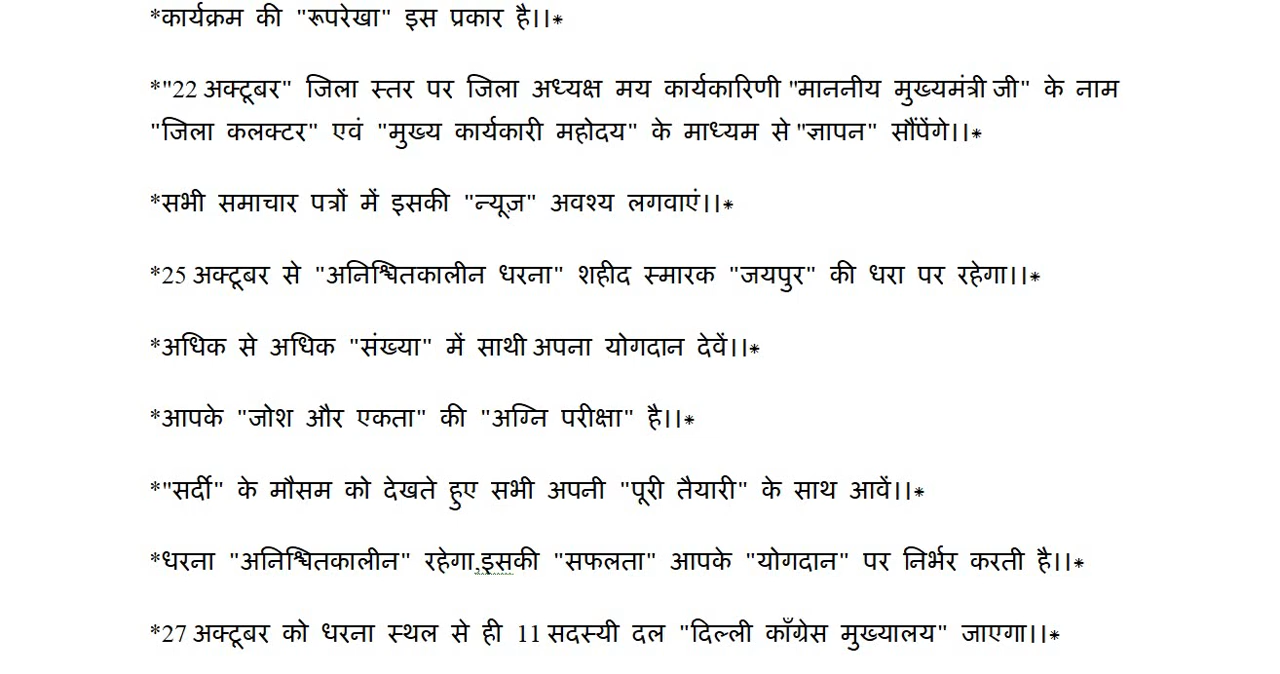 *कार्यक्रम की "रूपरेखा" इस प्रकार है।।*
*"22 अक्टूबर" जिला स्तर पर जिला अध्यक्ष मय कार्यकारिणी "माननीय मुख्यमंत्री जी" के नाम
"जिला कलक्टर" एवं "मुख्य कार्यकारी महोदय" के माध्यम से "ज्ञापन" सौंपेंगे।।*
*सभी समाचार पत्रों में इसकी "न्यूज़" अवश्य लगवाएं।।*
*25 अक्टूबर से "अनिश्चितकालीन धरना" शहीद स्मारक "जयपुर" की धरा पर रहेगा।।*
*अधिक से अधिक "संख्या" में साथी अपना योगदान देवें।।*
*आपके "जोश और एकता" की "अग्नि परीक्षा" है।।*
*"सर्दी" के मौसम को देखते हुए सभी अपनी "पूरी तैयारी" के साथ आवें।।*
*धरना "अनिश्चितकालीन" रहेगा,इसकी "सफलता" आपके "योगदान" पर निर्भर करती है।।*
*27 अक्टूबर को धरना स्थल से ही 11 सदस्यी दल "दिल्ली काँग्रेस मुख्यालय" जाएगा।।*